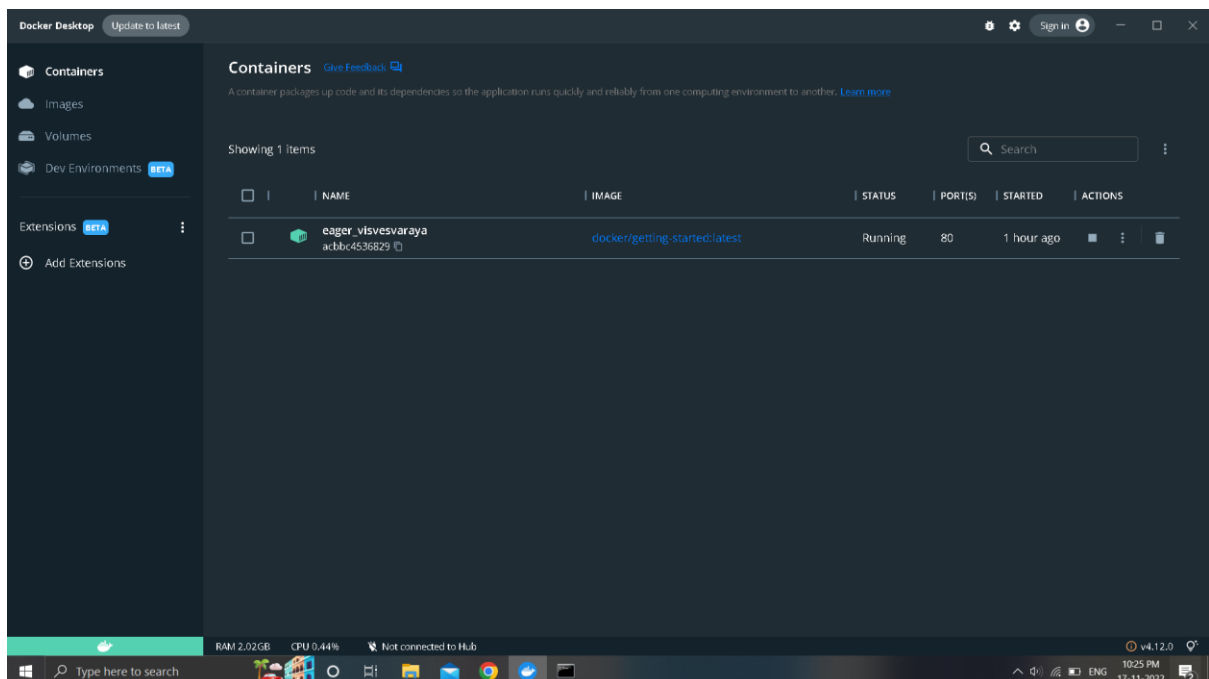 Docker Desktop Update to latest Sign in
Containers
Images
Volumes
Dev Environments BETA
Extensions BETA
Add Extensions
Containers Give Feedback
A container packages up code and its dependencies so the application runs quickly and reliably from one computing environment to another. Learn more
Showing 1 items Search
NAME IMAGE STATUS PORT(S) STARTED ACTIONS
eager_visvesvaraya docker/getting-started:latest Running 80 1 hour ago
acbbc4536829
RAM 2.02GB CPU 0.44% Not connected to Hub v4.12.0
Type here to search ENG 10:25 PM
17-11-2022